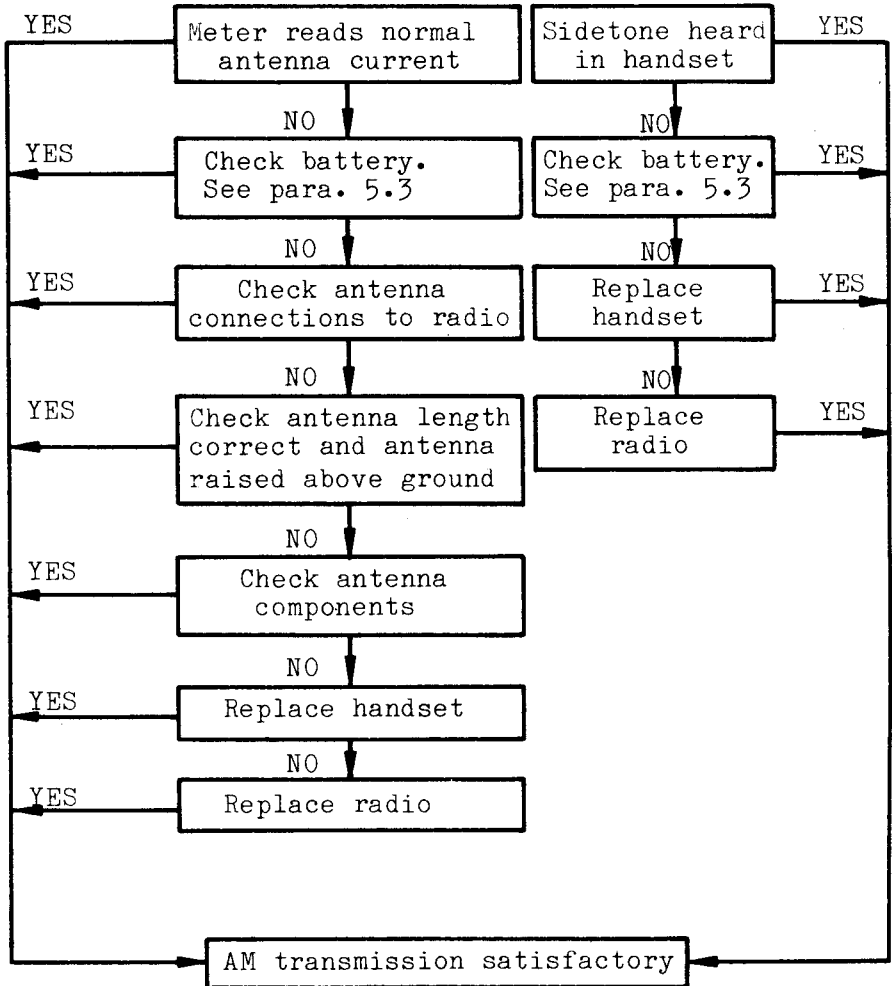 YES
Meter reads normal
antenna current
NO
YES
Check battery.
See para. 5.3
NO
YES
Check antenna
connections to radio
NO
YES
Check antenna length
correct and antenna
raised above ground
NO
YES
Check antenna
components
NO
YES
Replace handset
NO
YES
Replace radio
Sidetone heard
in handset
YES
NO
Check battery.
See para. 5.3
YES
NO
Replace
handset
YES
NO
Replace
radio
YES
AM transmission satisfactory